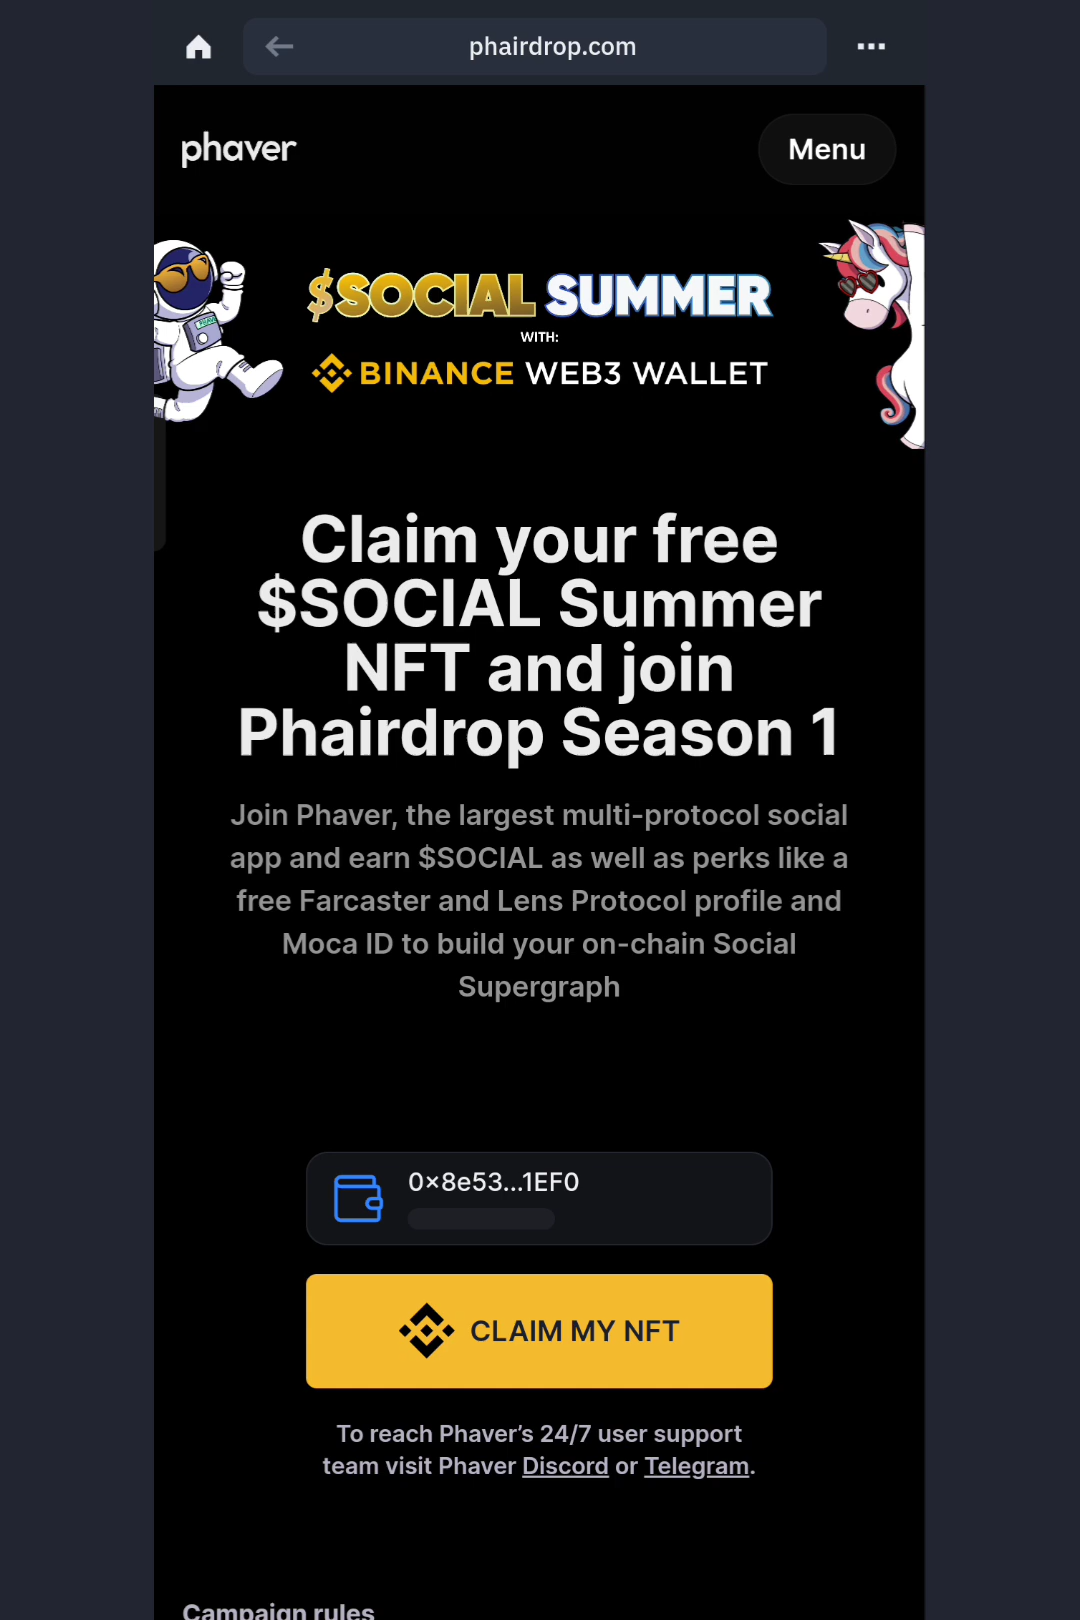 phairdrop.com
phaver
Menu
$SOCIAL SUMMER
WITH:
BINANCE WEB3 WALLET
Claim your free
$SOCIAL Summer
NFT and join
Phairdrop Season 1
Join Phaver, the largest multi-protocol social
app and earn $SOCIAL as well as perks like a
free Farcaster and Lens Protocol profile and
Moca ID to build your on-chain Social
Supergraph
0x8e53...1EF0
CLAIM MY NFT
To reach Phaver’s 24/7 user support
team visit Phaver Discord or Telegram.
Campaign rules